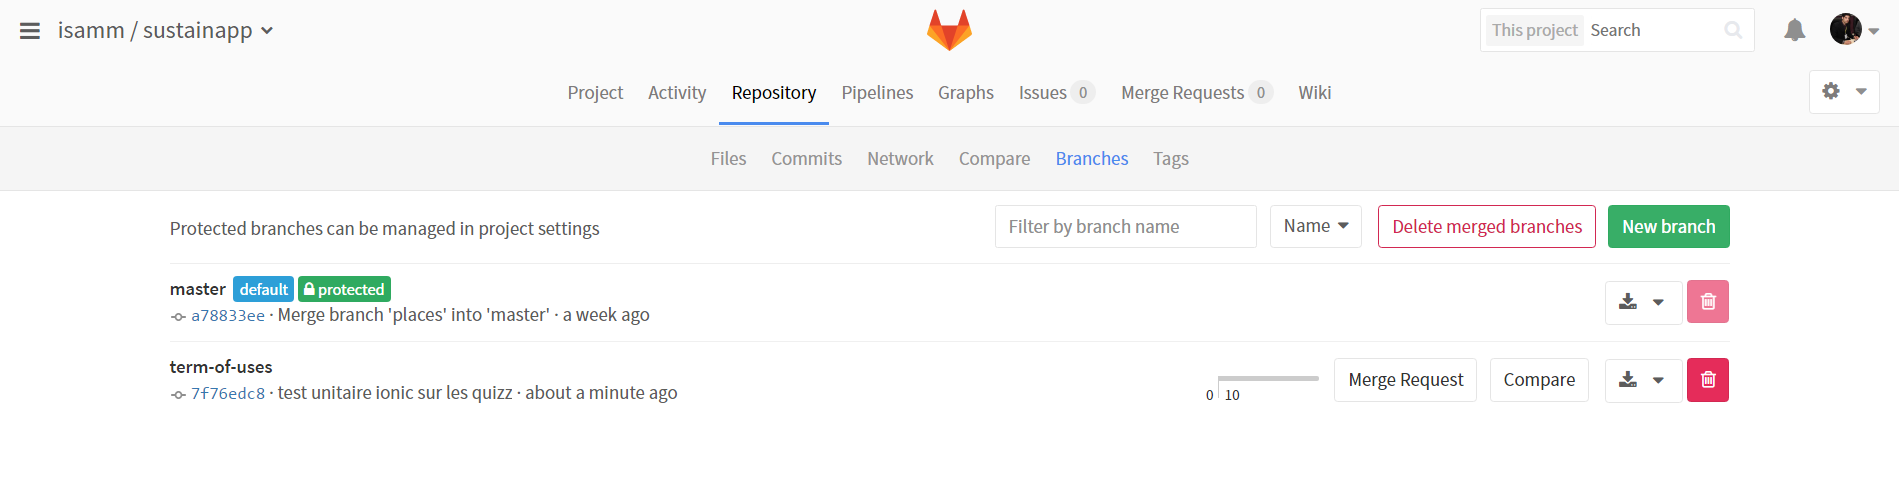 isamm / sustainapp
This project Search
Project Activity Repository Pipelines Graphs Issues 0 Merge Requests 0 Wiki
Files Commits Network Compare Branches Tags
Protected branches can be managed in project settings Filter by branch name Name Delete merged branches New branch
master default protected
a78833ee · Merge branch 'places' into 'master' · a week ago
term-of-uses
7f76edc8 · test unitaire ionic sur les quizz · about a minute ago
0 10 Merge Request Compare